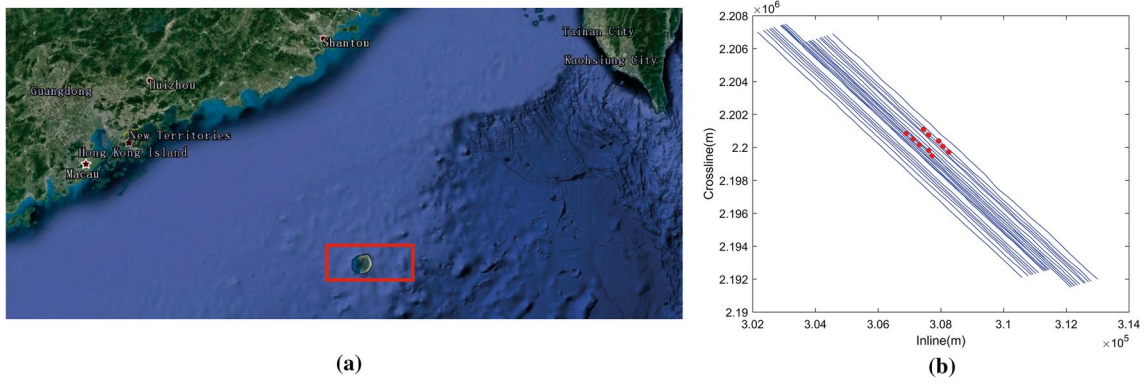 Tainan City
Shantou
Kaohsiung City
Huizhou
Guangdong
New Territories
Hong Kong Island
Macau
(a)
2.208
×10⁶
2.206
2.204
2.202
2.2
2.198
2.196
2.194
2.192
2.19
Crossline(m)
3.02
3.04
3.06
3.08
3.1
3.12
3.14
Inline(m)
×10⁵
(b)